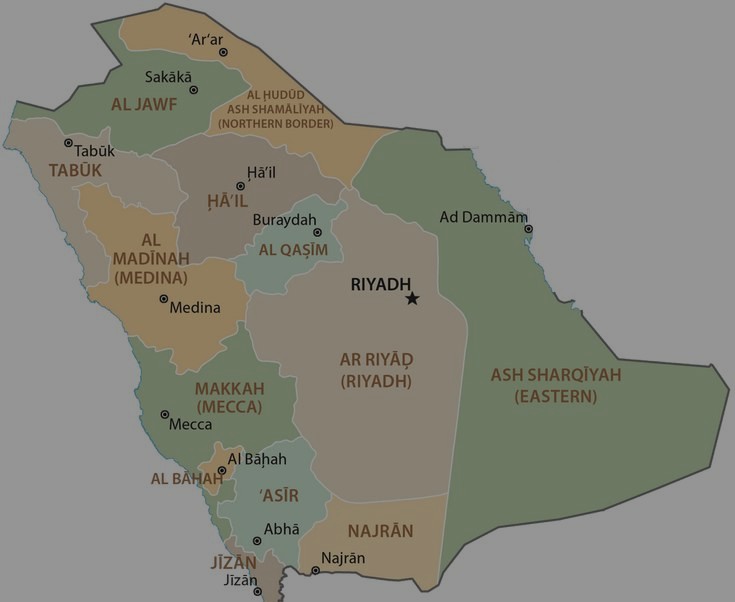 ‘Ar‘ar
Sakākā
AL JAWF
AL ḤUDŪD
ASH SHAMĀLĪYAH
(NORTHERN BORDER)
Tabūk
TABŪK
Ḥā’il
ḤĀ’IL
Buraydah
AL QAṢĪM
Ad Dammām
AL
MADĪNAH
(MEDINA)
Medina
RIYADH
AR RIYĀḌ
(RIYADH)
ASH SHARQĪYAH
(EASTERN)
MAKKAH
(MECCA)
Mecca
Al Bāḥah
AL BĀḤAH
‘ASĪR
Abhā
NAJRĀN
Najrān
JĪZĀN
Jīzān